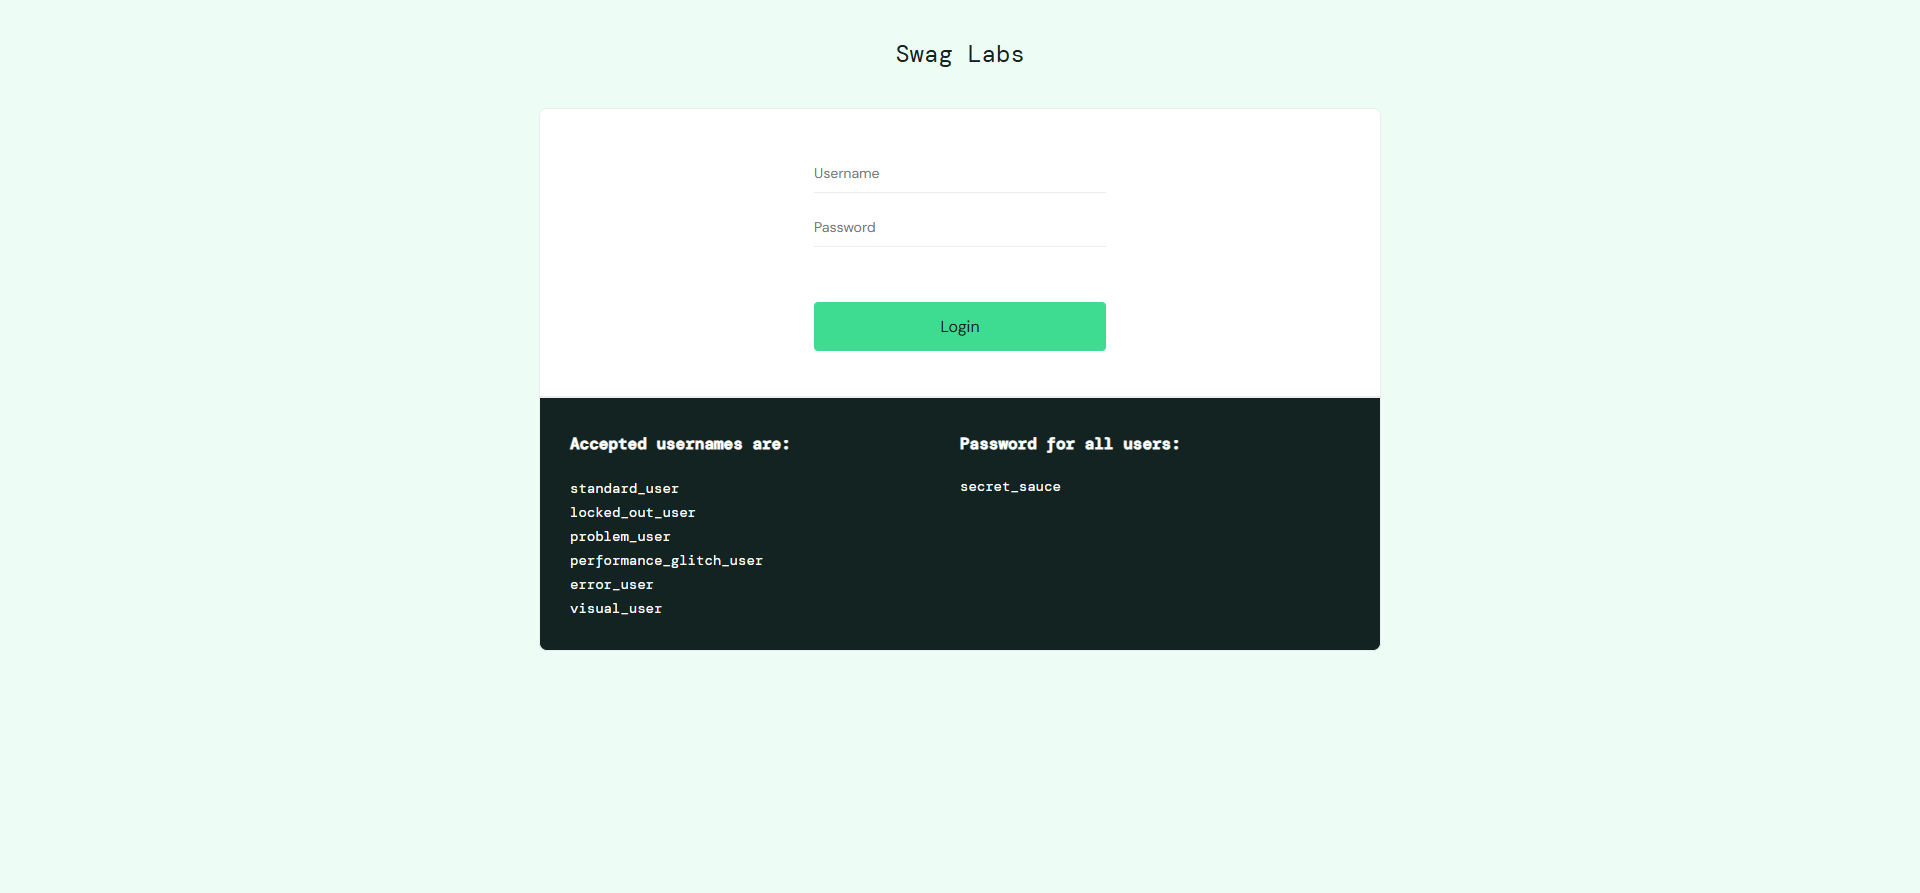 Swag Labs
Username
Password
Login
Accepted usernames are:
standard_user
locked_out_user
problem_user
performance_glitch_user
error_user
visual_user
Password for all users:
secret_sauce